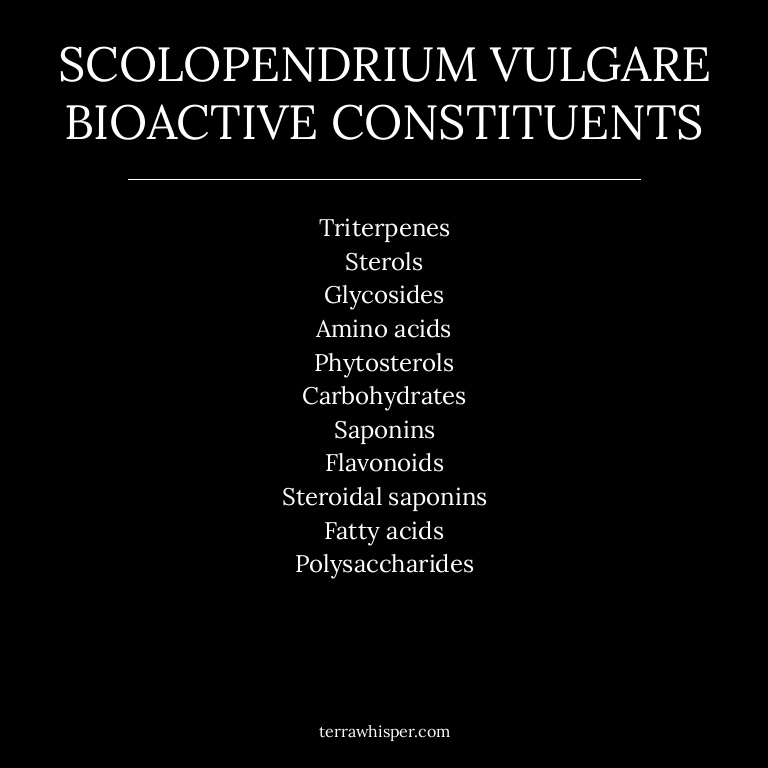 SCOLOPENDRIUM VULGARE
BIOACTIVE CONSTITUENTS
Triterpenes
Sterols
Glycosides
Amino acids
Phytosterols
Carbohydrates
Saponins
Flavonoids
Steroidal saponins
Fatty acids
Polysaccharides
terrawhisper.com